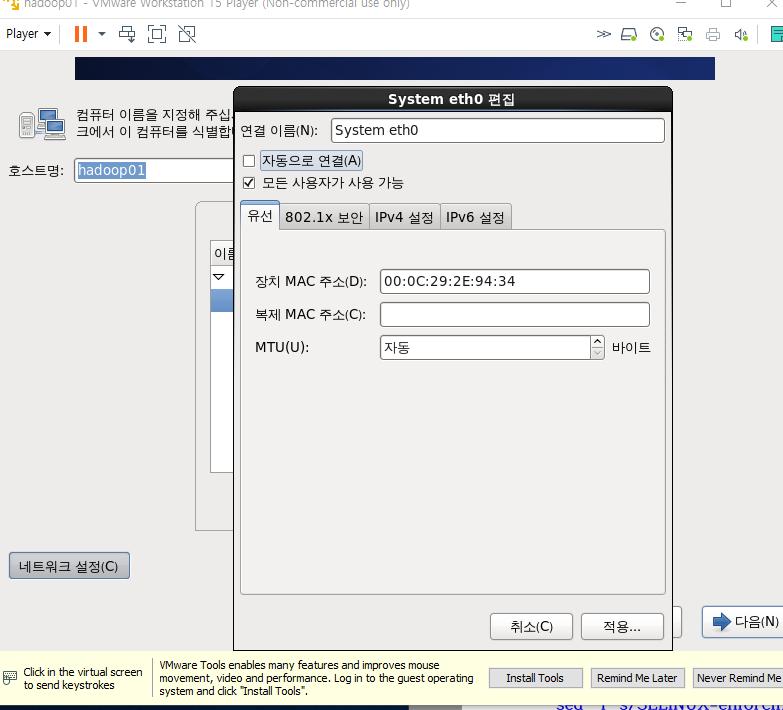 hadoop01 - VMware Workstation 15 Player (Non-commercial use only)
Player
컴퓨터 이름을 지정해 주십
크에서 이 컴퓨터를 식별합
호스트명:
hadoop01
이름
System eth0 편집
연결 이름(N):
System eth0
자동으로 연결(A)
모든 사용자가 사용 가능
유선
802.1x 보안
IPv4 설정
IPv6 설정
장치 MAC 주소(D):
00:0C:29:2E:94:34
복제 MAC 주소(C):
MTU(U):
자동
바이트
네트워크 설정(C)
취소(C)
적용...
다음(N)
Click in the virtual screen
to send keystrokes
VMware Tools enables many features and improves mouse
movement, video and performance. Log in to the guest operating
system and click "Install Tools".
Install Tools
Remind Me Later
Never Remind Me